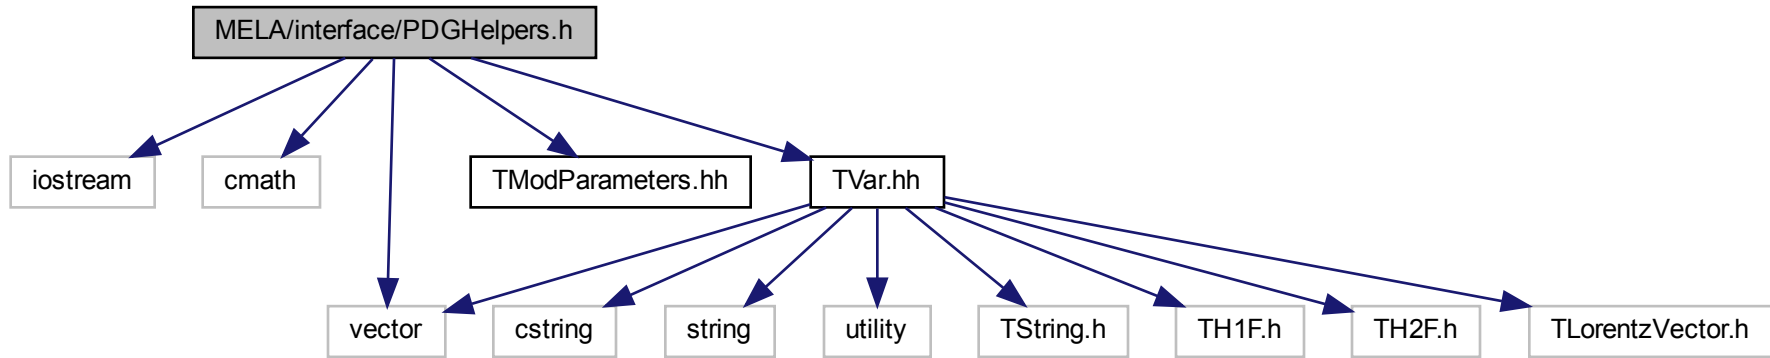 MELA/interface/PDGHelpers.h
iostream
cmath
TModParameters.hh
TVar.hh
vector
cstring
string
utility
TString.h
TH1F.h
TH2F.h
TLorentzVector.h